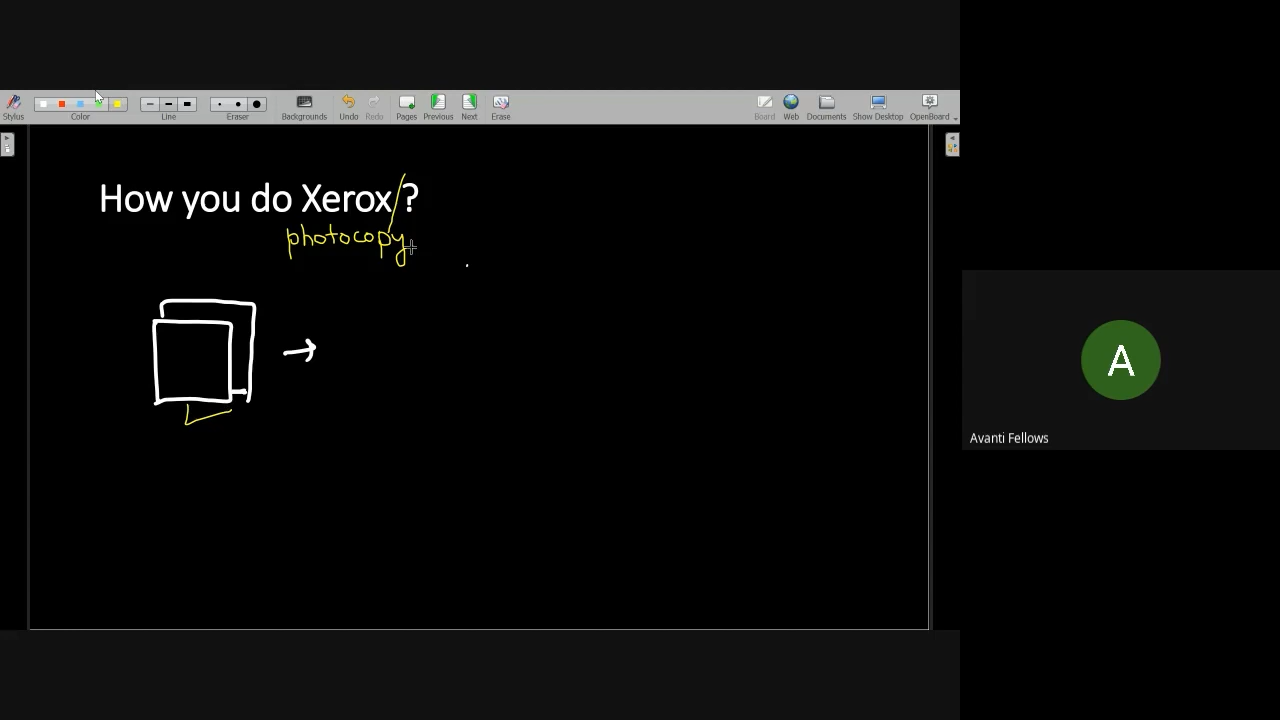 Stylus Color Line Eraser Backgrounds Undo Redo Pages Previous Next Erase Board Web Documents Show Desktop OpenBoard
How you do Xerox/?
photocopy
A
Avanti Fellows